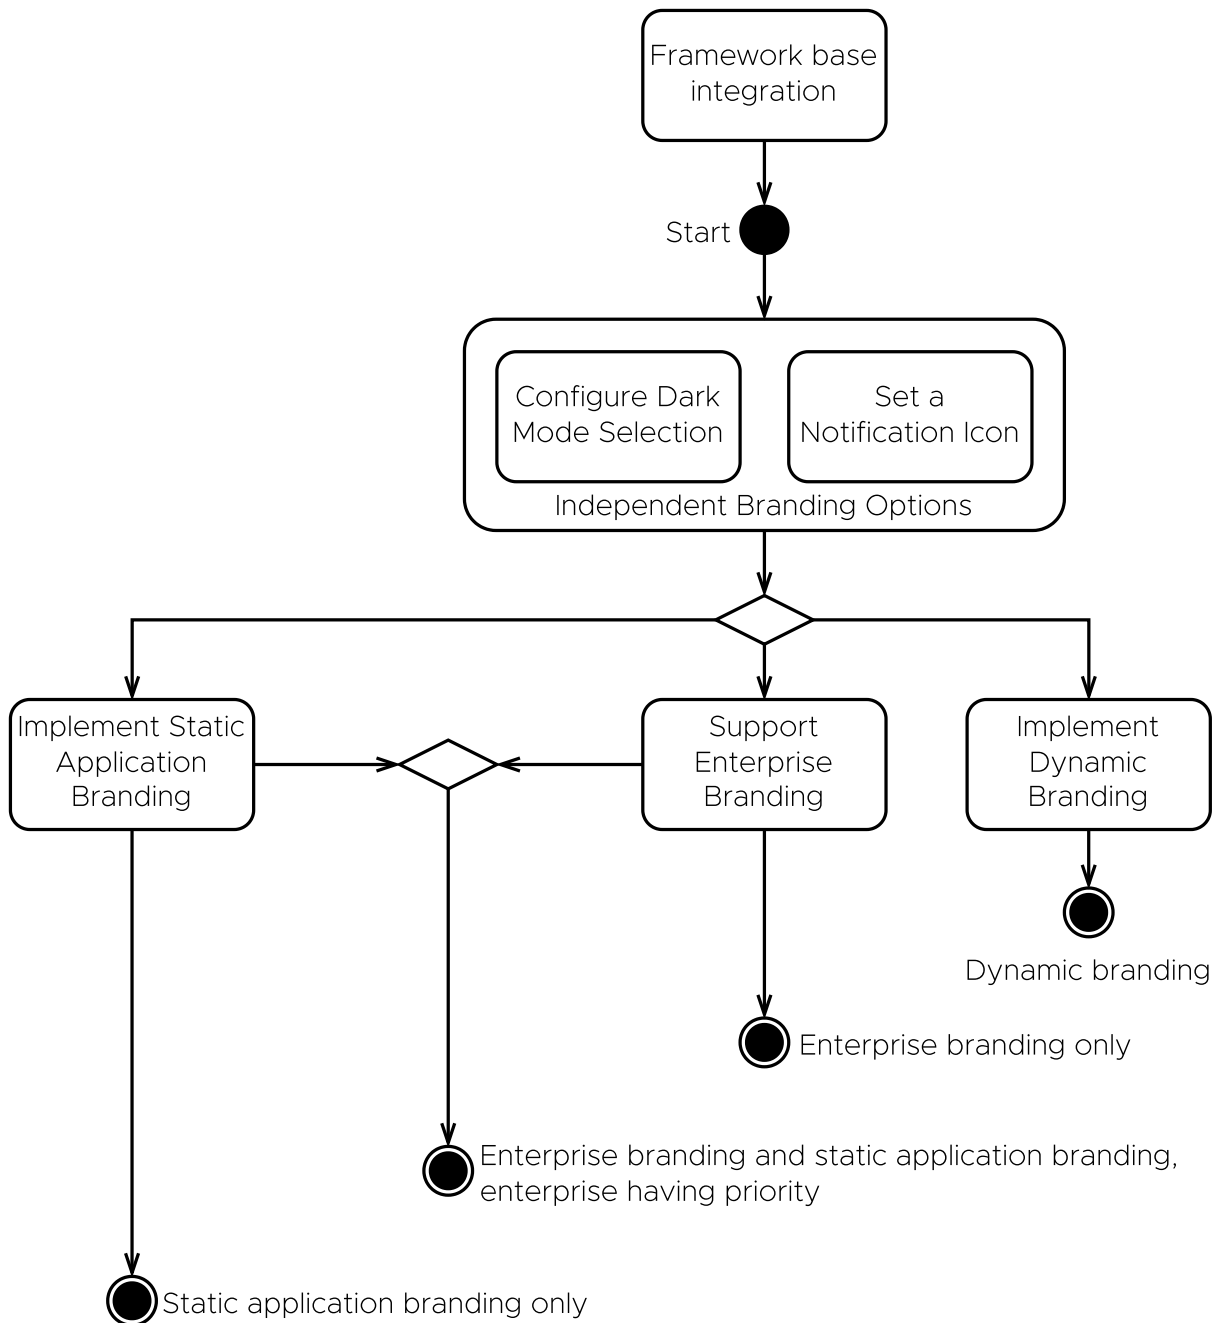 Framework base
integration
Start
Configure Dark
Mode Selection
Set a
Notification Icon
Independent Branding Options
Implement Static
Application
Branding
Support
Enterprise
Branding
Implement
Dynamic
Branding
Dynamic branding
Enterprise branding only
Enterprise branding and static application branding,
enterprise having priority
Static application branding only